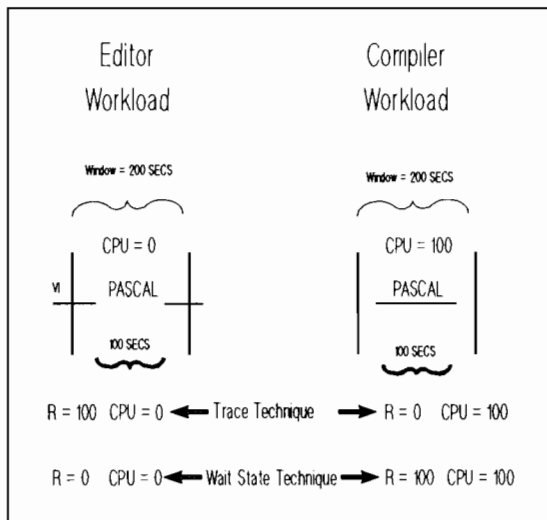 Editor Workload
Compiler Workload
Window = 200 SECS
Window = 200 SECS
CPU = 0
CPU = 100
VI
PASCAL
PASCAL
100 SECS
100 SECS
R = 100 CPU = 0 Trace Technique R = 0 CPU = 100
R = 0 CPU = 0 Wait State Technique R = 100 CPU = 100